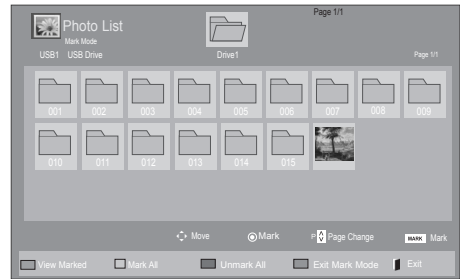 Page 1/1
Photo List
Mark Mode
USB1 USB Drive Drive1 Page 1/1
001 002 003 004 005 006 007 008 009
010 011 012 013 014 015
Move Mark P Page Change MARK Mark
View Marked Mark All Unmark All Exit Mark Mode Exit